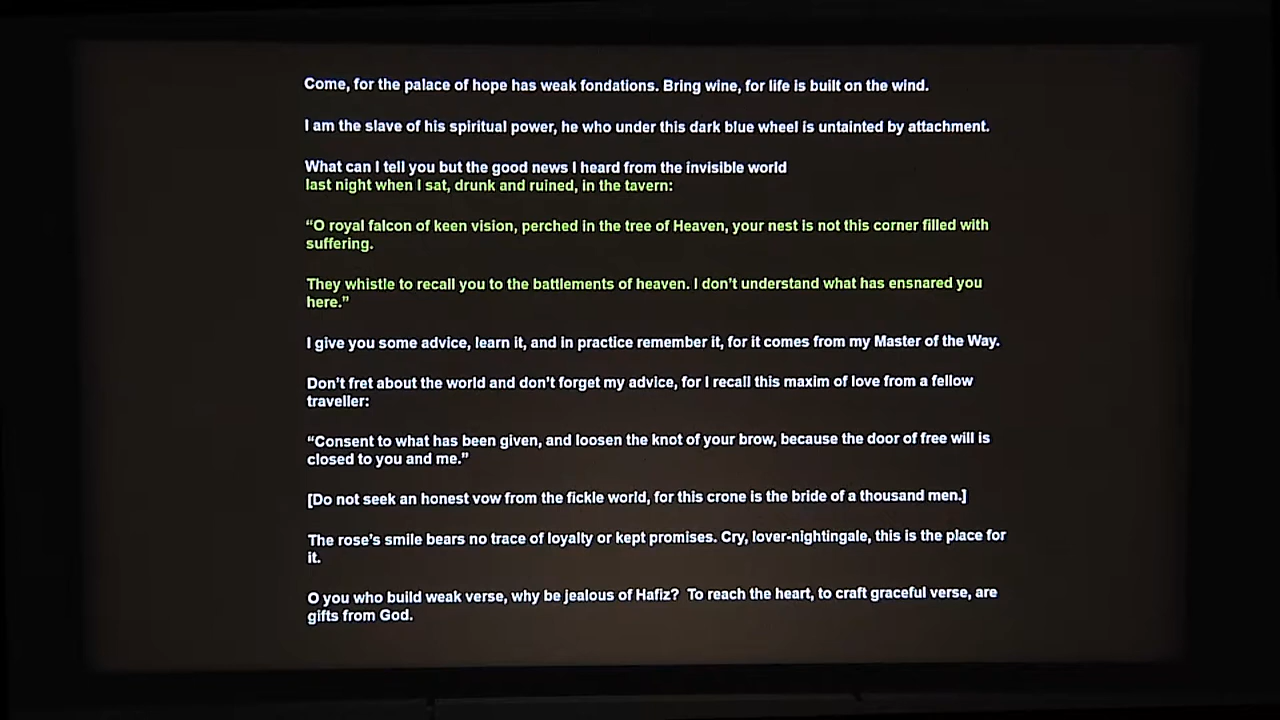 Come, for the palace of hope has weak fondations. Bring wine, for life is built on the wind.
I am the slave of his spiritual power, he who under this dark blue wheel is untainted by attachment.
What can I tell you but the good news I heard from the invisible world
last night when I sat, drunk and ruined, in the tavern:
“O royal falcon of keen vision, perched in the tree of Heaven, your nest is not this corner filled with
suffering.
They whistle to recall you to the battlements of heaven. I don’t understand what has ensnared you
here.”
I give you some advice, learn it, and in practice remember it, for it comes from my Master of the Way.
Don’t fret about the world and don’t forget my advice, for I recall this maxim of love from a fellow
traveller:
“Consent to what has been given, and loosen the knot of your brow, because the door of free will is
closed to you and me.”
[Do not seek an honest vow from the fickle world, for this crone is the bride of a thousand men.]
The rose’s smile bears no trace of loyalty or kept promises. Cry, lover-nightingale, this is the place for
it.
O you who build weak verse, why be jealous of Hafiz?  To reach the heart, to craft graceful verse, are
gifts from God.